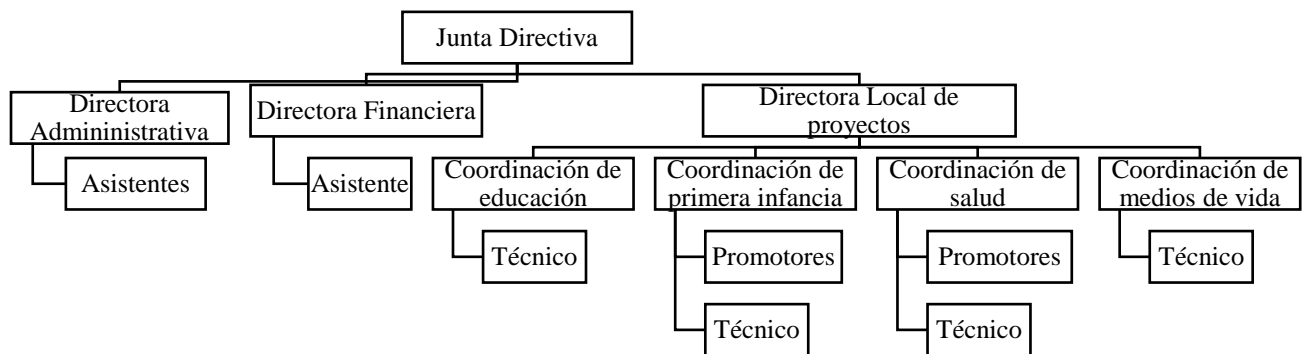 Junta Directiva
Directora
Admininistrativa
Directora Financiera
Directora Local de
proyectos
Asistentes
Asistente
Coordinación de
educación
Coordinación de
primera infancia
Coordinación de
salud
Coordinación de
medios de vida
Técnico
Promotores
Promotores
Técnico
Técnico
Técnico